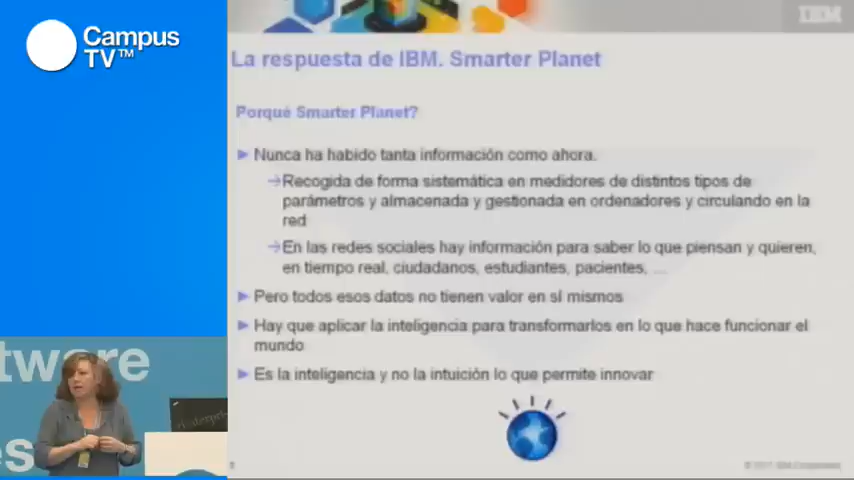 Campus
TV™
IBM
La respuesta de IBM. Smarter Planet
Porqué Smarter Planet?
Nunca ha habido tanta información como ahora.
Recogida de forma sistemática en medidores de distintos tipos de
parámetros y almacenada y gestionada en ordenadores y circulando en la
red
En las redes sociales hay información para saber lo que piensan y quieren,
en tiempo real, ciudadanos, estudiantes, pacientes, ...
Pero todos esos datos no tienen valor en sí mismos
Hay que aplicar la inteligencia para transformarlos en lo que hace funcionar el
mundo
Es la inteligencia y no la intuición lo que permite innovar
tware
es